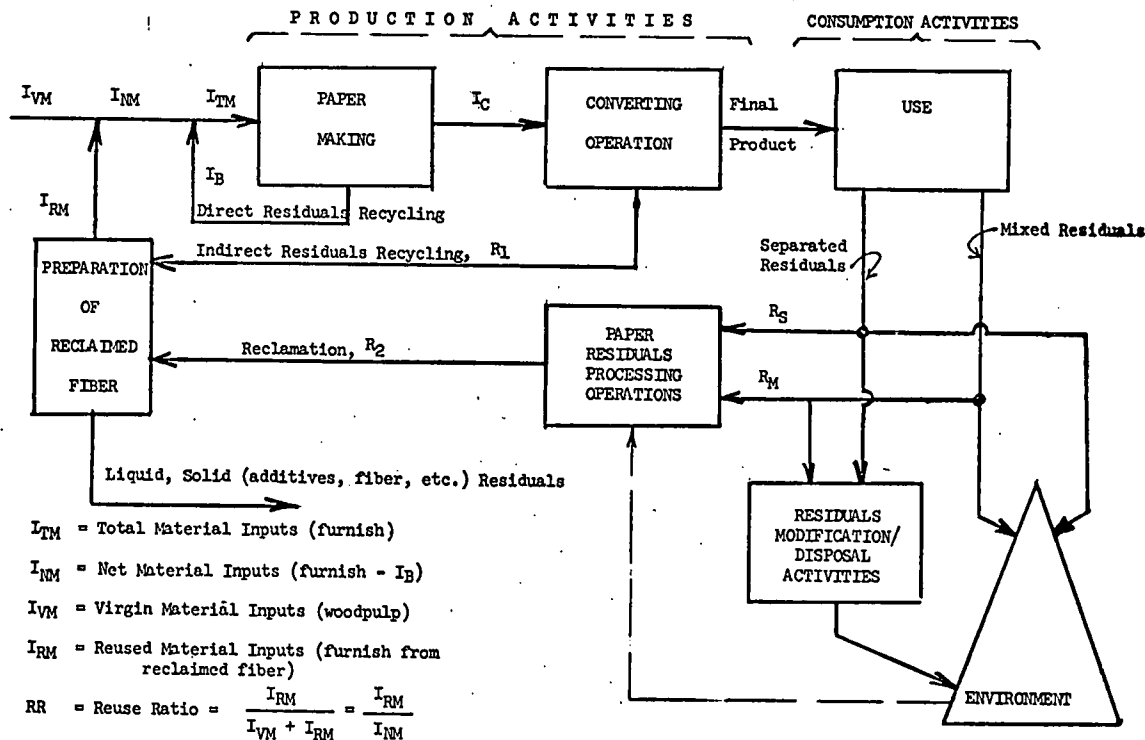 PRODUCTION ACTIVITIES
CONSUMPTION ACTIVITIES
I_VM
I_NM
I_TM
PAPER
MAKING
I_C
CONVERTING
OPERATION
Final
Product
USE
I_B
I_RM
Direct Residuals Recycling
Indirect Residuals Recycling, R1
PREPARATION
OF
RECLAIMED
FIBER
Separated
Residuals
Mixed Residuals
Reclamation, R2
PAPER
RESIDUALS
PROCESSING
OPERATIONS
R_S
R_M
Liquid, Solid (additives, fiber, etc.) Residuals
RESIDUALS
MODIFICATION/
DISPOSAL
ACTIVITIES
ENVIRONMENT
I_TM = Total Material Inputs (furnish)
I_NM = Net Material Inputs (furnish - I_B)
I_VM = Virgin Material Inputs (woodpulp)
I_RM = Reused Material Inputs (furnish from
reclaimed fiber)
RR = Reuse Ratio = I_RM / (I_VM + I_RM) = I_RM / I_NM